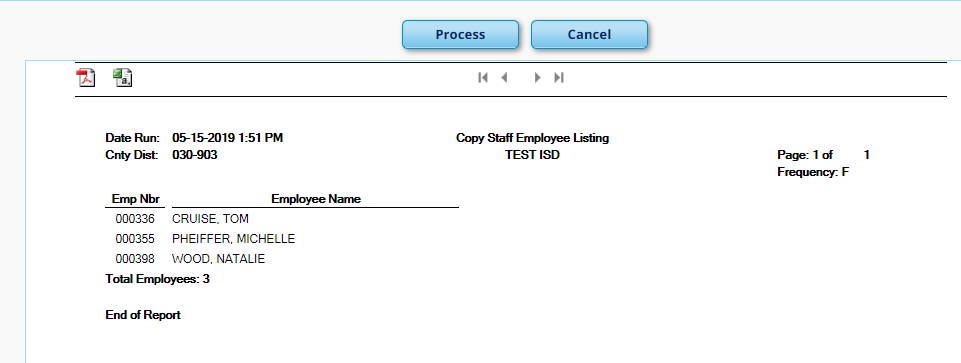 Process Cancel
Date Run: 05-15-2019 1:51 PM Copy Staff Employee Listing
Cnty Dist: 030-903 TEST ISD Page: 1 of 1
Frequency: F
Emp Nbr Employee Name
000336 CRUISE, TOM
000355 PHEIFFER, MICHELLE
000398 WOOD, NATALIE
Total Employees: 3
End of Report